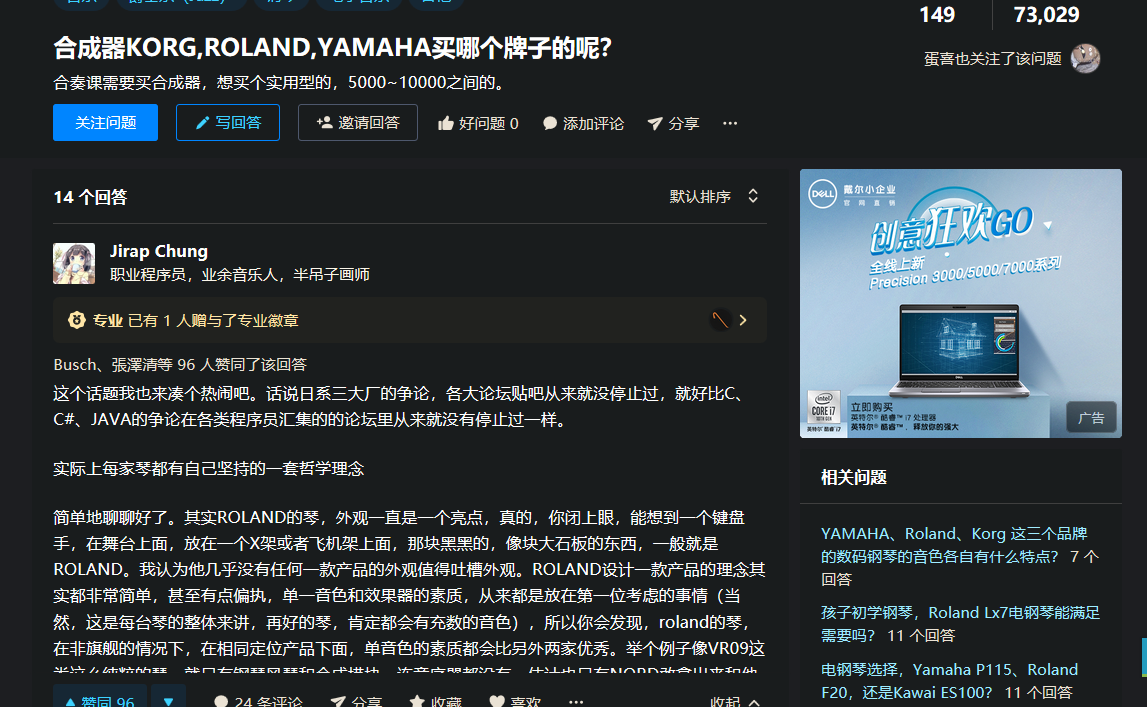 149 73,029
合成器KORG,ROLAND,YAMAHA买哪个牌子的呢?
蛋喜也关注了该问题
合奏课需要买合成器，想买个实用型的，5000~10000之间的。
关注问题 写回答 邀请回答 好问题 0 添加评论 分享 ···
14 个回答 默认排序
Jirap Chung
职业程序员，业余音乐人，半吊子画师
专业 已有 1 人赠与了专业徽章
Busch、張澤清等 96 人赞同了该回答
这个话题我也来凑个热闹吧。话说日系三大厂的争论，各大论坛贴吧从来就没停止过，就好比C、
C#、JAVA的争论在各类程序员汇集的的论坛里从来就没有停止过一样。
实际上每家琴都有自己坚持的一套哲学理念
简单地聊聊好了。其实ROLAND的琴，外观一直是一个亮点，真的，你闭上眼，能想到一个键盘
手，在舞台上面，放在一个X架或者飞机架上面，那块黑黑的，像块大石板的东西，一般就是
ROLAND。我认为他几乎没有任何一款产品的外观值得吐槽外观。ROLAND设计一款产品的理念其
实都非常简单，甚至有点偏执，单一音色和效果器的素质，从来都是放在第一位考虑的事情（当
然，这是每台琴的整体来讲，再好的琴，肯定都会有充数的音色），所以你会发现，roland的琴，
在非旗舰的情况下，在相同定位产品下面，单音色的素质都会比另外两家优秀。举个例子像VR09这
赞同 96 24 条评论 分享 收藏 喜欢 ··· 收起
DELL 戴尔小企业
官网直销
创意狂欢GO
全线上新
Precision 3000/5000/7000系列
intel
CORE i7
立即购买
英特尔® 酷睿™ i7 处理器
英特尔® 酷睿™，释放你的强大
广告
相关问题
YAMAHA、Roland、Korg 这三个品牌
的数码钢琴的音色各自有什么特点？ 7 个
回答
孩子初学钢琴，Roland Lx7电钢琴能满足
需要吗？ 11 个回答
电钢琴选择，Yamaha P115、Roland
F20，还是Kawai ES100？ 11 个回答